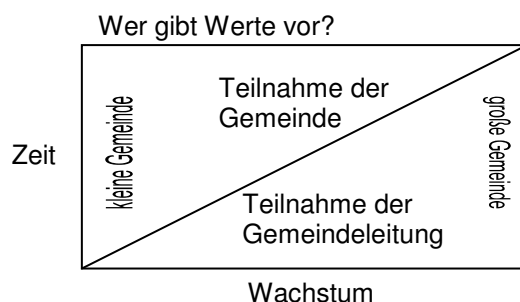 Wer gibt Werte vor?
Teilnahme der
Gemeinde
kleine Gemeinde
große Gemeinde
Zeit
Teilnahme der
Gemeindeleitung
Wachstum